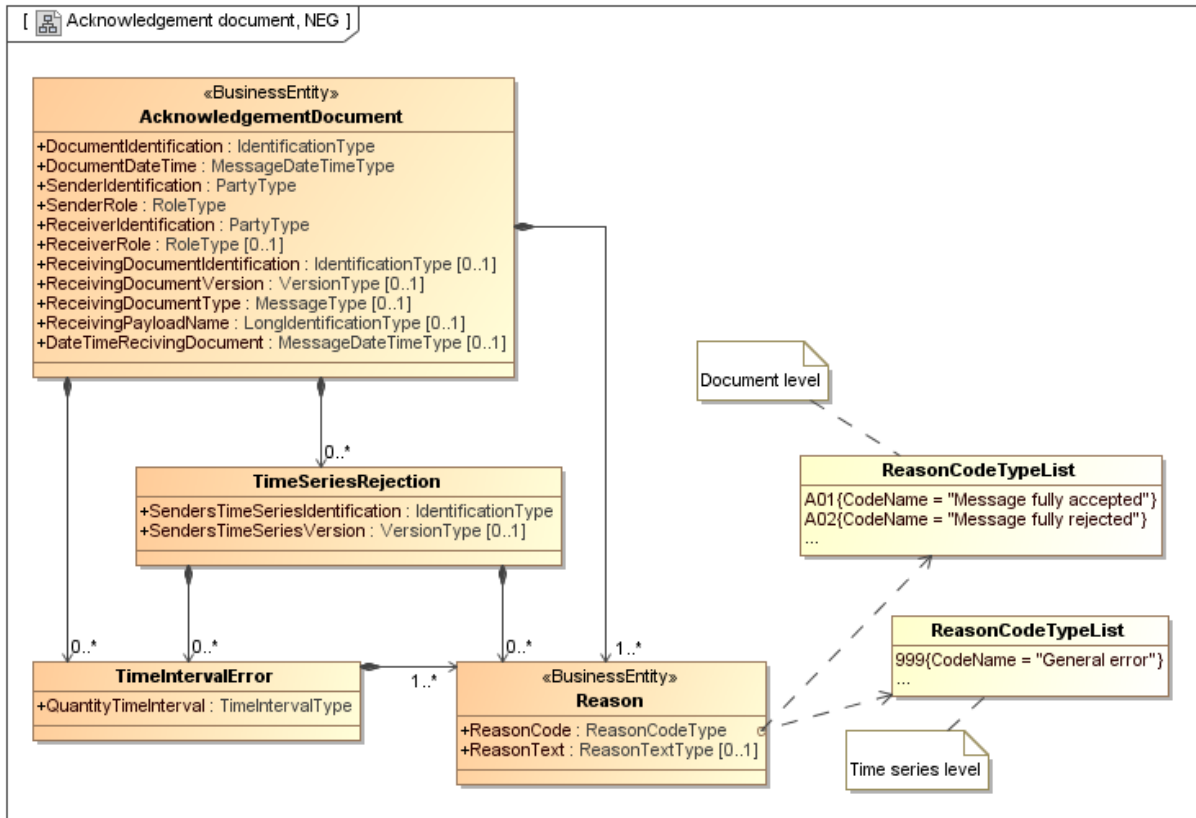 [ Acknowledgement document, NEG ]
«BusinessEntity»
AcknowledgementDocument
+DocumentIdentification : IdentificationType
+DocumentDateTime : MessageDateTimeType
+SenderIdentification : PartyType
+SenderRole : RoleType
+ReceiverIdentification : PartyType
+ReceiverRole : RoleType [0..1]
+ReceivingDocumentIdentification : IdentificationType [0..1]
+ReceivingDocumentVersion : VersionType [0..1]
+ReceivingDocumentType : MessageType [0..1]
+ReceivingPayloadName : LongIdentificationType [0..1]
+DateTimeRecivingDocument : MessageDateTimeType [0..1]
Document level
0..*
TimeSeriesRejection
+SendersTimeSeriesIdentification : IdentificationType
+SendersTimeSeriesVersion : VersionType [0..1]
ReasonCodeTypeList
A01{CodeName = "Message fully accepted"}
A02{CodeName = "Message fully rejected"}
...
0..*
0..*
0..*
1..*
ReasonCodeTypeList
999{CodeName = "General error"}
...
TimeIntervalError
+QuantityTimeInterval : TimeIntervalType
1..*
«BusinessEntity»
Reason
+ReasonCode : ReasonCodeType
+ReasonText : ReasonTextType [0..1]
Time series level